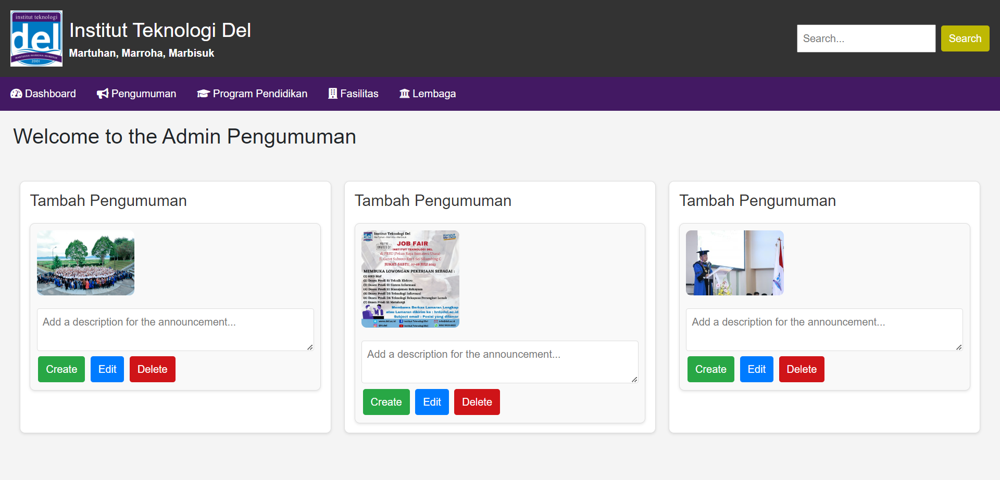 institut teknologi
del
MARTUHAN-MARROHA-MARBISUK
2001
Institut Teknologi Del
Martuhan, Marroha, Marbisuk
Search...
Search
Dashboard
Pengumuman
Program Pendidikan
Fasilitas
Lembaga
Welcome to the Admin Pengumuman
Tambah Pengumuman
Add a description for the announcement...
Create
Edit
Delete
Tambah Pengumuman
del
Institut Teknologi Del
Martuhan - Marroha - Marbisuk
Kampus
Merdeka
YOU'RE
INVITED!
JOB FAIR
INSTITUT TEKNOLOGI DEL
di PRSU (Pekan Raya Sumatera Utara)
Jl. Gatot Subroto Km 5 Sei Sikambing C
JUMAT-SABTU, 07-08 JULI 2023
MEMBUKA LOWONGAN PEKERJAAN SEBAGAI :
(1) HRD Staf
(2) Dosen Prodi S1 Teknik Elektro
(3) Dosen Prodi S1 Sistem Informasi
(4) Dosen Prodi S1 Manajemen Rekayasa
(5) Dosen Prodi D3 Teknologi Informasi
(6) Dosen Prodi D4 Teknologi Rekayasa Perangkat Lunak
(7) Dosen Prodi S1 Metalurgi
Membawa Berkas Lamaran Lengkap
atau Lamaran dikirim ke : hrd@del.ac.id
Subject email : Posisi yang dilamar
www.del.ac.id
Institut Teknologi Del
info@del.ac.id
@it.del
Institut Teknologi Del
Add a description for the announcement...
Create
Edit
Delete
Tambah Pengumuman
Add a description for the announcement...
Create
Edit
Delete